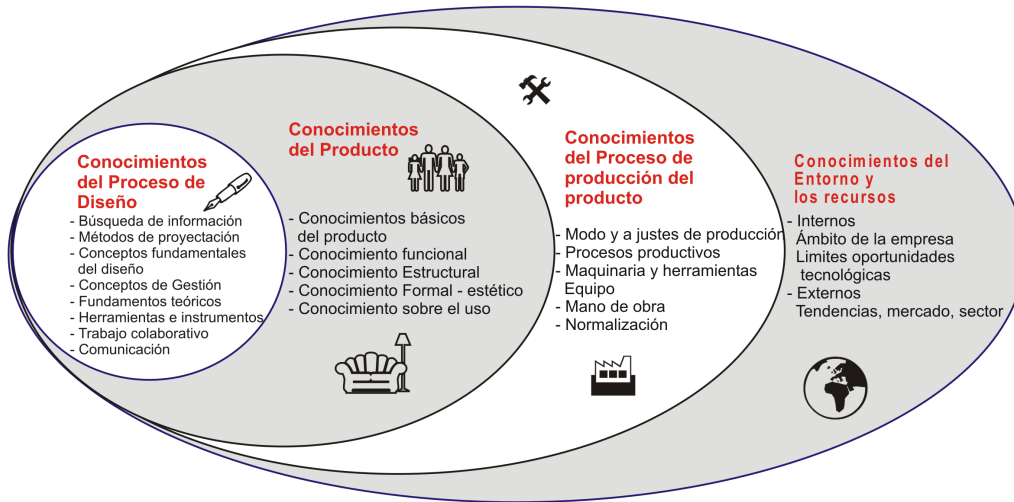 Conocimientos
del Proceso de
Diseño
- Búsqueda de información
- Métodos de proyectación
- Conceptos fundamentales
del diseño
- Conceptos de Gestión
- Fundamentos teóricos
- Herramientas e instrumentos
- Trabajo colaborativo
- Comunicación
Conocimientos
del Producto
- Conocimientos básicos
del producto
- Conocimiento funcional
- Conocimiento Estructural
- Conocimiento Formal - estético
- Conocimiento sobre el uso
Conocimientos
del Proceso de
producción del
producto
- Modo y a justes de producción
- Procesos productivos
- Maquinaria y herramientas
Equipo
- Mano de obra
- Normalización
Conocimientos del
Entorno y
los recursos
- Internos
Ámbito de la empresa
Limites oportunidades
tecnológicas
- Externos
Tendencias, mercado, sector